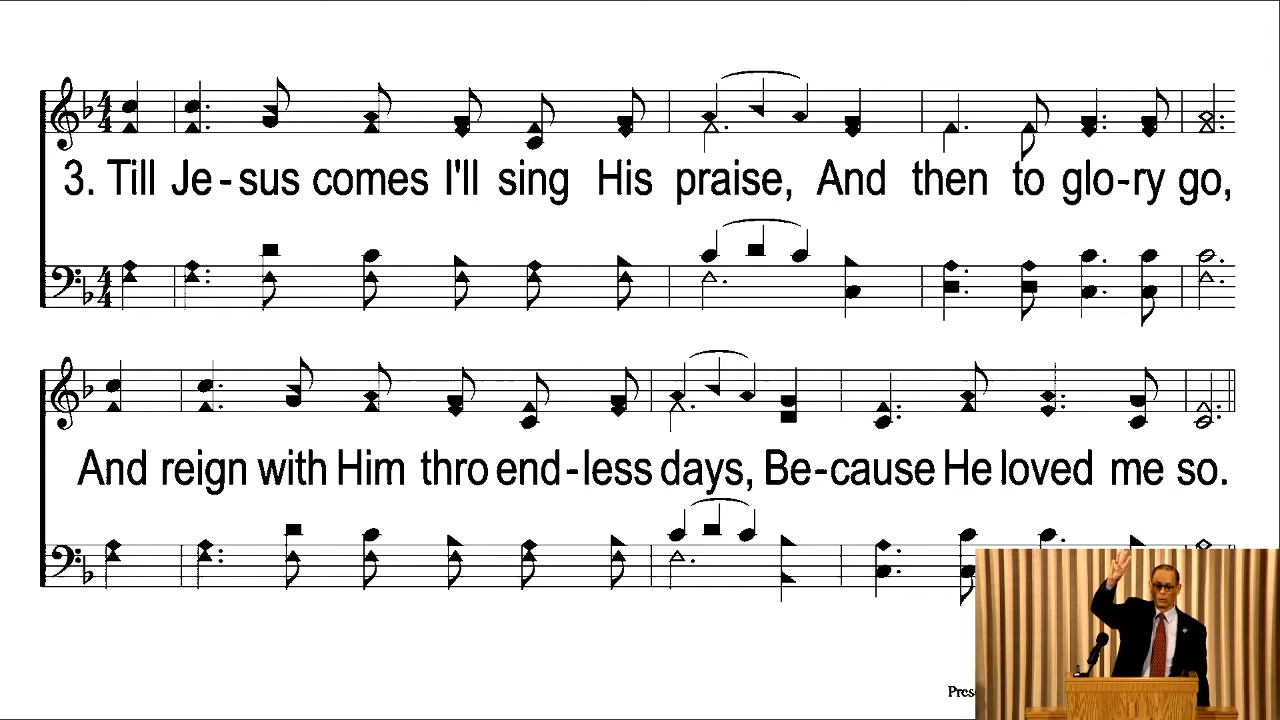 3. Till Je-sus comes I'll sing His praise, And then to glo-ry go,
And reign with Him thro end-less days, Be-cause He loved me so.